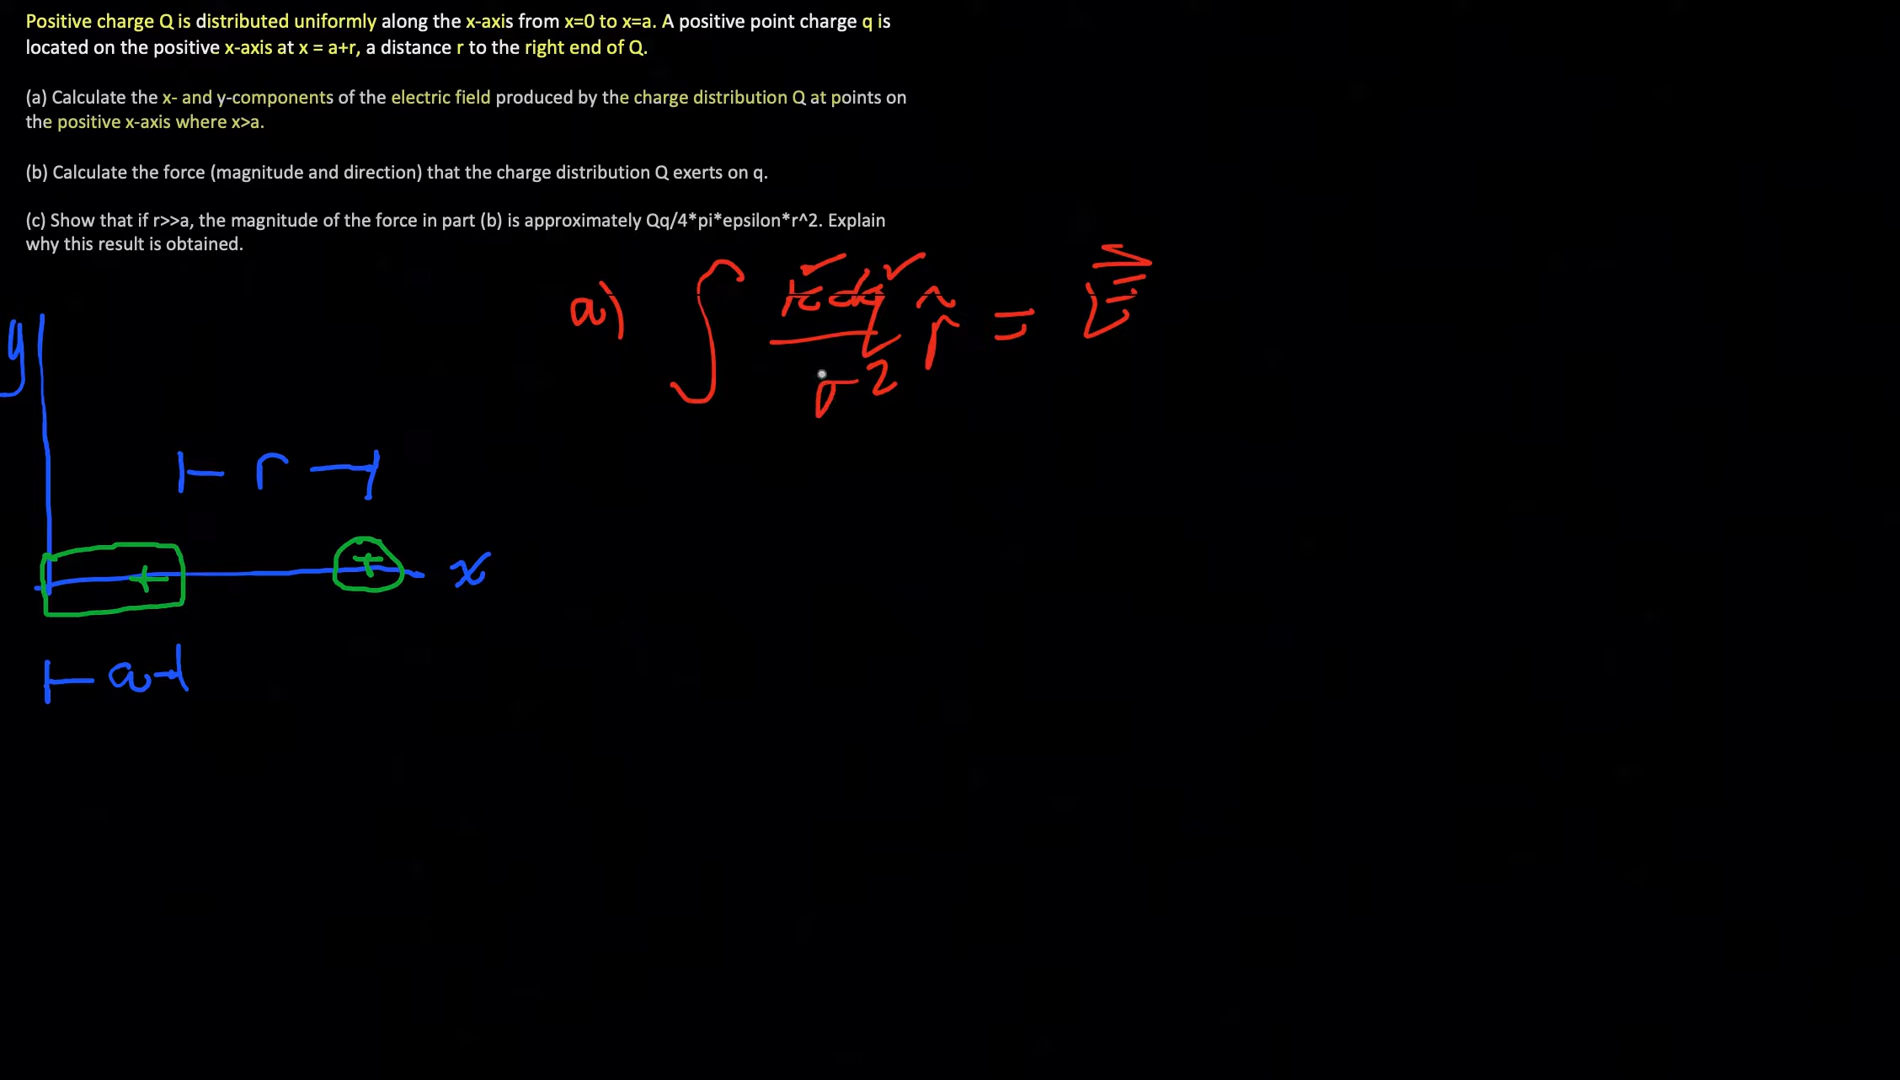 Positive charge Q is distributed uniformly along the x-axis from x=0 to x=a. A positive point charge q is
located on the positive x-axis at x = a+r, a distance r to the right end of Q.
(a) Calculate the x- and y-components of the electric field produced by the charge distribution Q at points on
the positive x-axis where x>a.
(b) Calculate the force (magnitude and direction) that the charge distribution Q exerts on q.
(c) Show that if r>>a, the magnitude of the force in part (b) is approximately Qq/4*pi*epsilon*r^2. Explain
why this result is obtained.
a) ∫ k dq / r² r̂ = E⃗
y
r
+ +
x
a